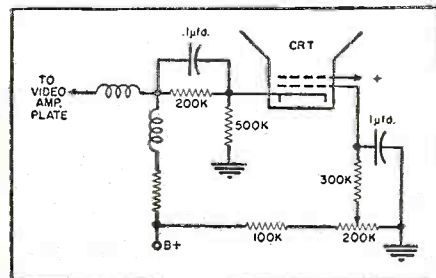 .1μfd.
CRT
TO
VIDEO
AMP.
PLATE
200K
+
500K
.1μfd.
300K
B+
100K
200K